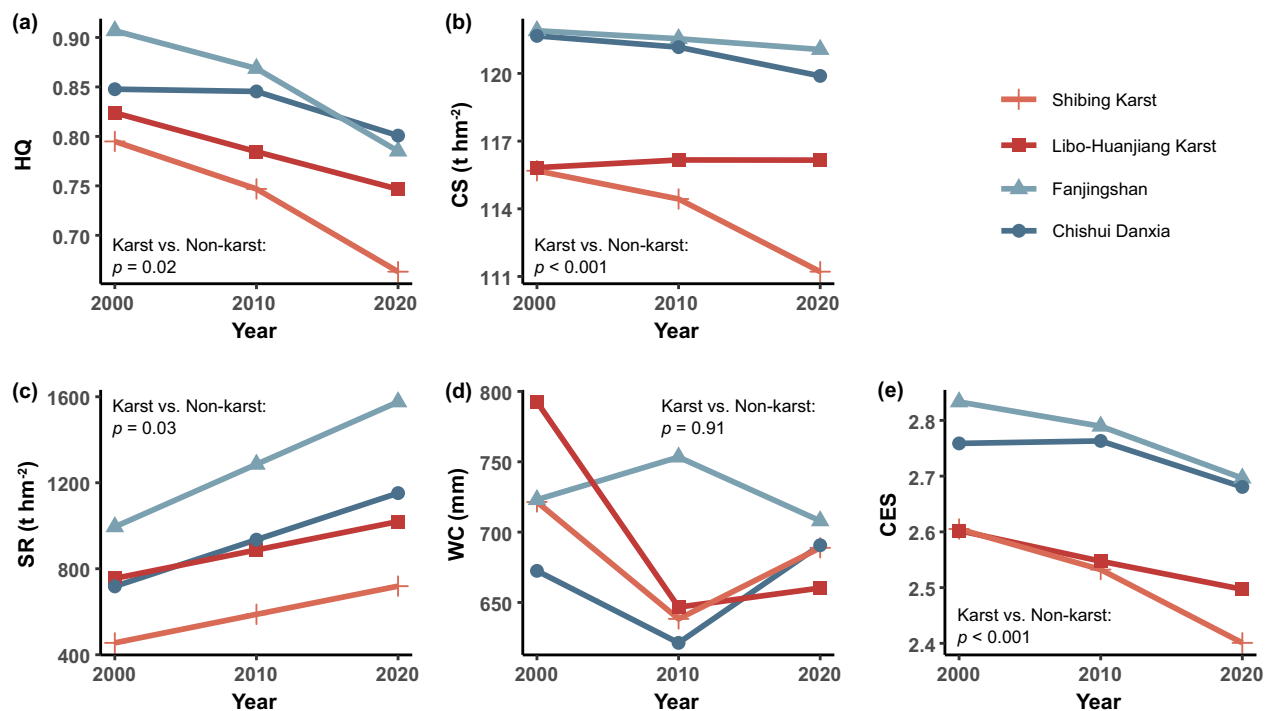 (a)
HQ
0.90
0.85
0.80
0.75
0.70
Karst vs. Non-karst:
p = 0.02
2000 2010 2020
Year
(b)
CS (t hm⁻²)
120
117
114
111
Karst vs. Non-karst:
p < 0.001
2000 2010 2020
Year
Shibing Karst
Libo-Huanjiang Karst
Fanjingshan
Chishui Danxia
(c)
SR (t hm⁻²)
1600
1200
800
400
Karst vs. Non-karst:
p = 0.03
2000 2010 2020
Year
(d)
WC (mm)
800
750
700
650
Karst vs. Non-karst:
p = 0.91
2000 2010 2020
Year
(e)
CES
2.8
2.7
2.6
2.5
2.4
Karst vs. Non-karst:
p < 0.001
2000 2010 2020
Year